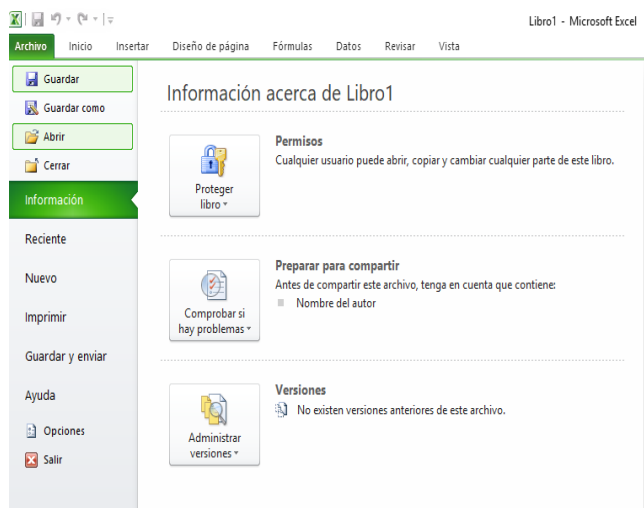 Libro1 - Microsoft Excel
Archivo Inicio Insertar Diseño de página Fórmulas Datos Revisar Vista
Guardar
Guardar como
Abrir
Cerrar
Información
Reciente
Nuevo
Imprimir
Guardar y enviar
Ayuda
Opciones
Salir
Información acerca de Libro1
Proteger
libro
Permisos
Cualquier usuario puede abrir, copiar y cambiar cualquier parte de este libro.
Comprobar si
hay problemas
Preparar para compartir
Antes de compartir este archivo, tenga en cuenta que contiene:
Nombre del autor
Administrar
versiones
Versiones
No existen versiones anteriores de este archivo.